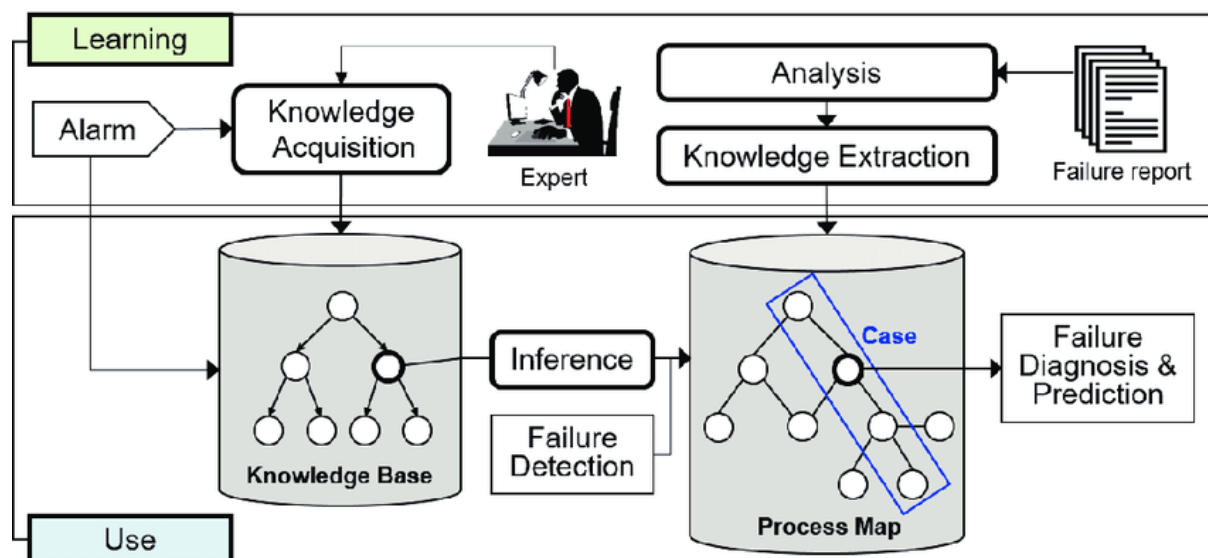 Learning
Alarm
Knowledge
Acquisition
Expert
Analysis
Knowledge Extraction
Failure report
Knowledge Base
Inference
Failure
Detection
Case
Process Map
Failure
Diagnosis &
Prediction
Use